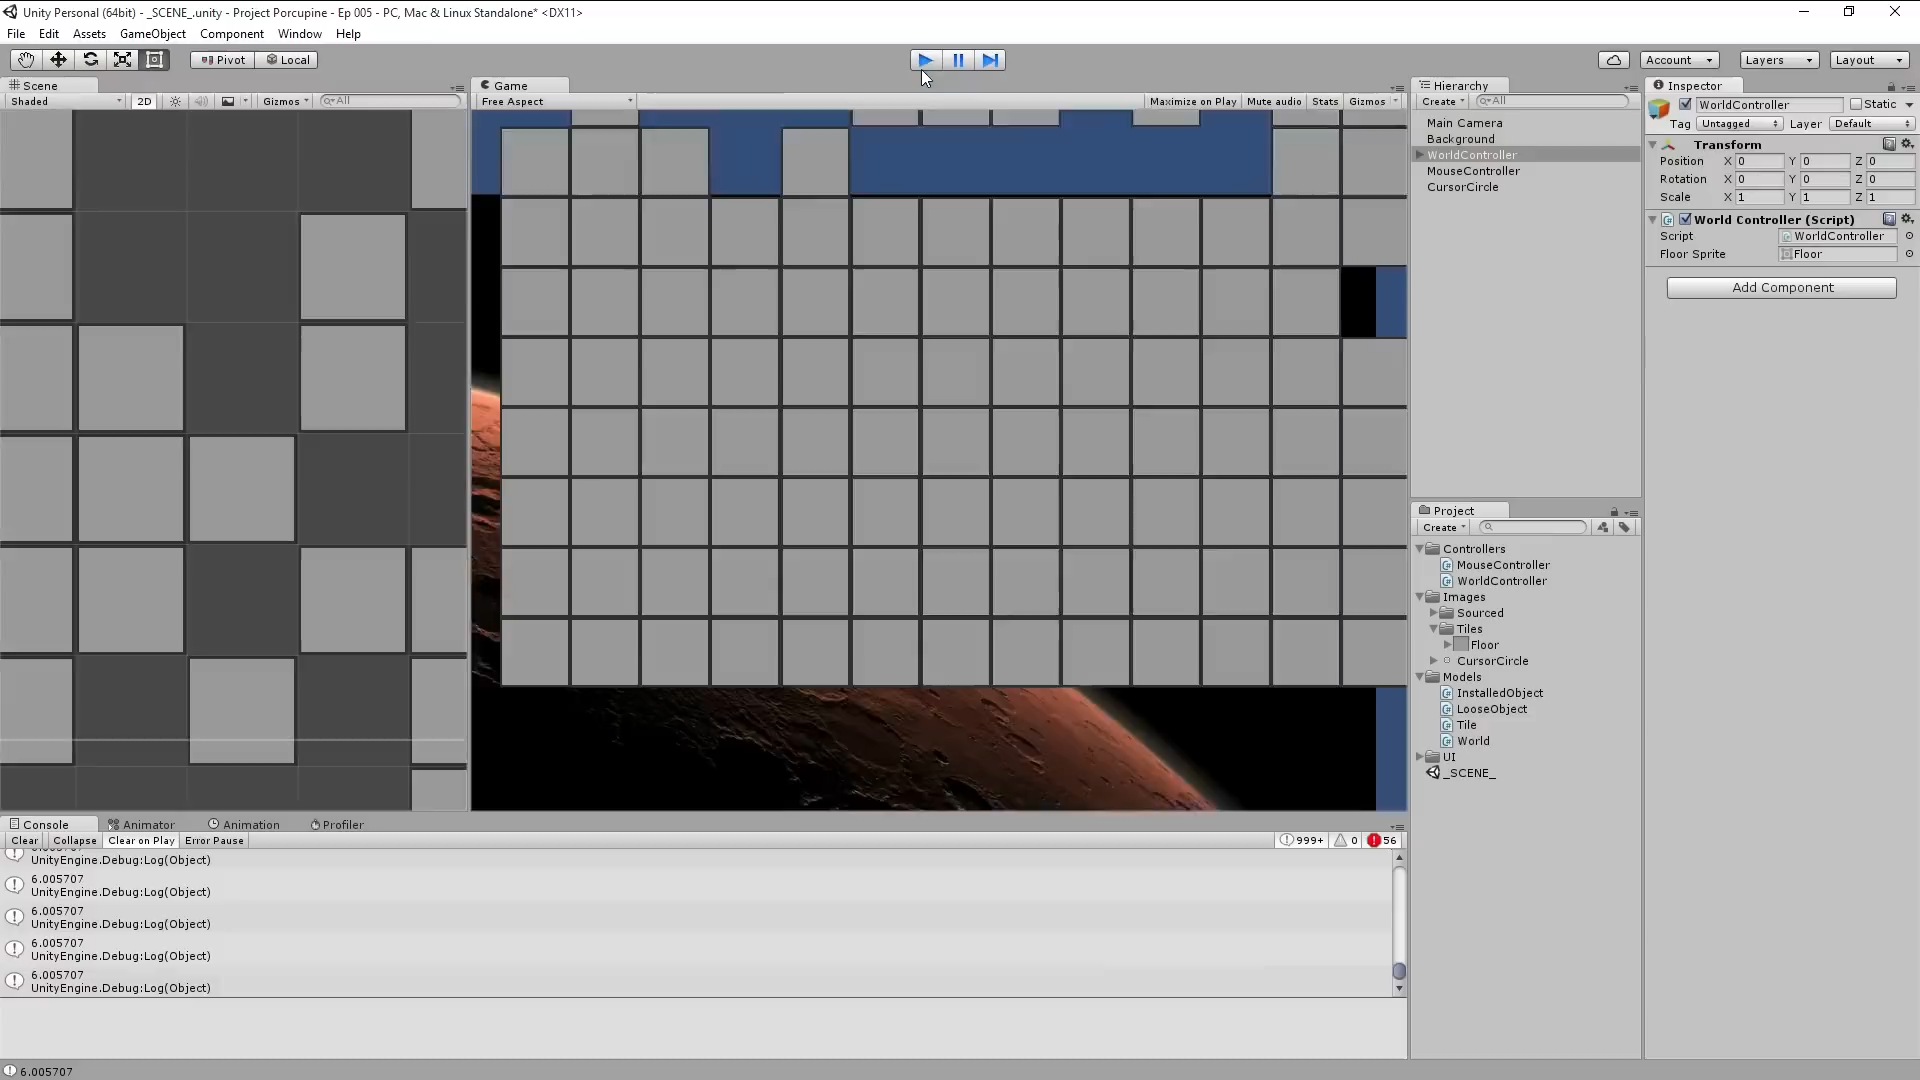 Unity Personal (64bit) - _SCENE_.unity - Project Porcupine - Ep 005 - PC, Mac & Linux Standalone* <DX11>
File Edit Assets GameObject Component Window Help
Pivot Local Account Layers Layout
Scene
Shaded 2D Gizmos All
Game
Free Aspect Maximize on Play Mute audio Stats Gizmos
Hierarchy
Create All
Main Camera
Background
WorldController
MouseController
CursorCircle
Inspector
WorldController Static
Tag Untagged Layer Default
Transform
Position X 0 Y 0 Z 0
Rotation X 0 Y 0 Z 0
Scale X 1 Y 1 Z 1
World Controller (Script)
Script WorldController
Floor Sprite Floor
Add Component
Project
Create
Controllers
MouseController
WorldController
Images
Sourced
Tiles
Floor
CursorCircle
Models
InstalledObject
LooseObject
Tile
World
UI
_SCENE_
Console Animator Animation Profiler
Clear Collapse Clear on Play Error Pause 999+ 0 56
UnityEngine.Debug:Log(Object)
6.005707
UnityEngine.Debug:Log(Object)
6.005707
UnityEngine.Debug:Log(Object)
6.005707
UnityEngine.Debug:Log(Object)
6.005707
UnityEngine.Debug:Log(Object)
6.005707